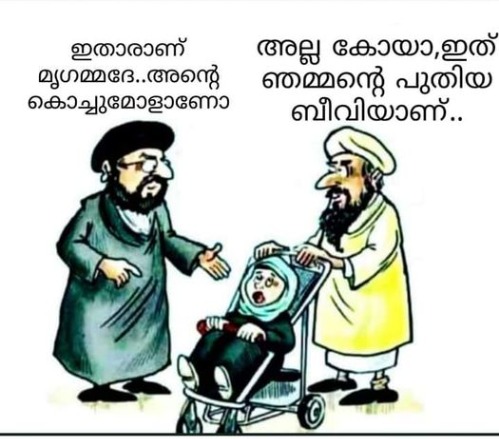 ഇതാരാണ്
മൃഗമ്മദേ..അന്റെ
കൊച്ചുമോളാണോ
അല്ല കോയാ,ഇത്
ഞമ്മന്റെ പുതിയ
ബീവിയാണ്..